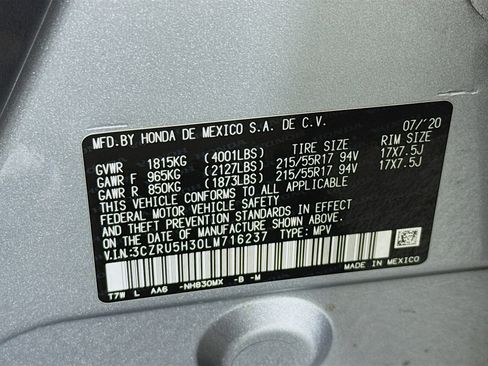 MFD.BY HONDA DE MEXICO S.A. DE C.V. 07/'20
TIRE SIZE RIM SIZE
GVWR 1815KG (4001LBS)
GAWR F 965KG (2127LBS) 215/55R17 94V 17X7.5J
GAWR R 850KG (1873LBS) 215/55R17 94V 17X7.5J
THIS VEHICLE CONFORMS TO ALL APPLICABLE
FEDERAL MOTOR VEHICLE SAFETY
AND THEFT PREVENTION STANDARDS IN EFFECT
ON THE DATE OF MANUFACTURE SHOWN ABOVE.
V.I.N:3CZRU5H30LM716237 TYPE: MPV
T7W L AA6 -NH830MX -B -M
MADE IN MEXICO